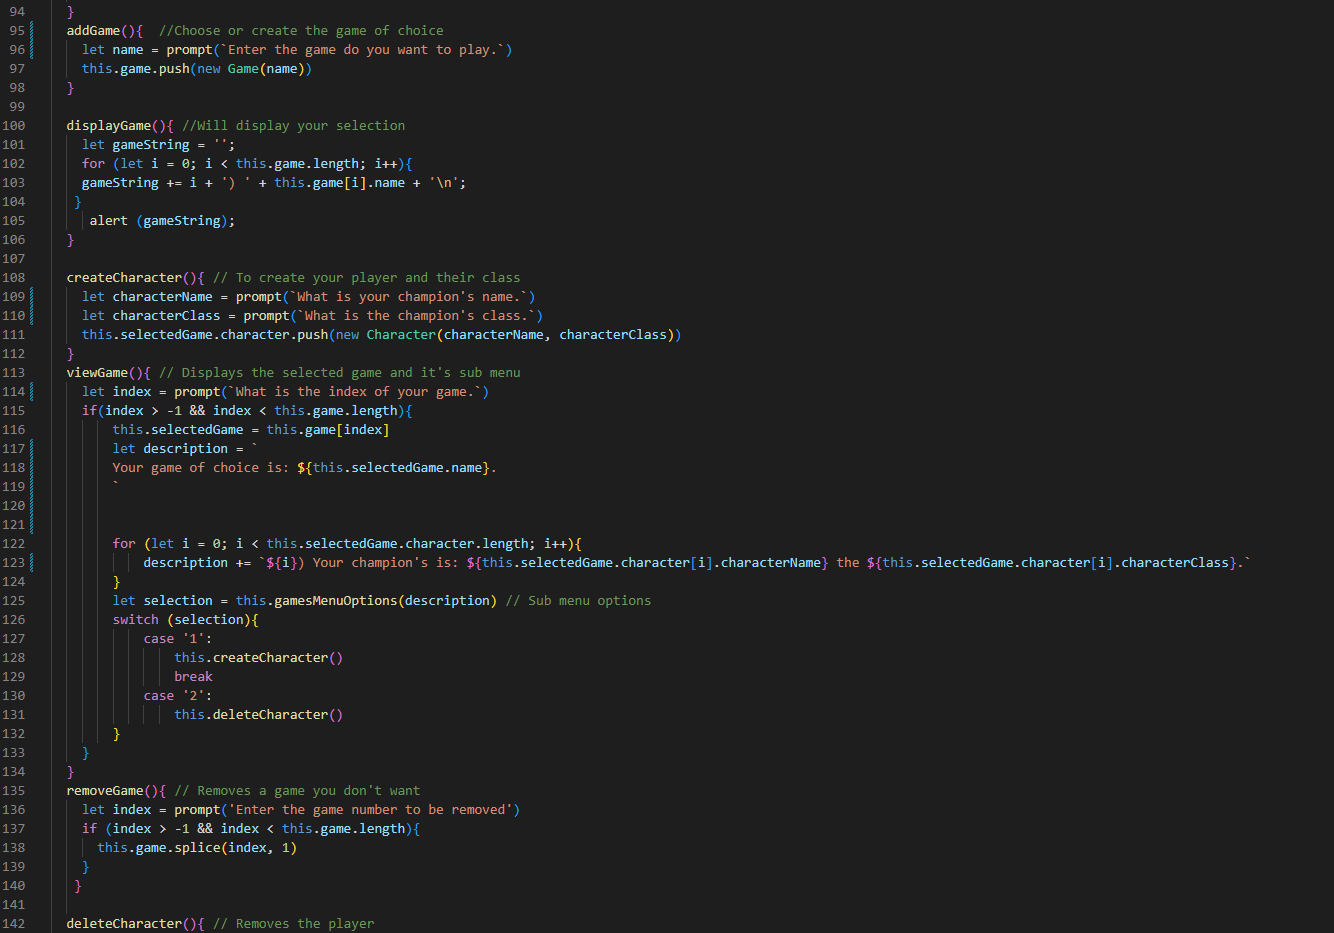 94 }
95 addGame(){  //Choose or create the game of choice
96 let name = prompt(`Enter the game do you want to play.`)
97 this.game.push(new Game(name))
98 }
99
100 displayGame(){ //Will display your selection
101 let gameString = '';
102 for (let i = 0; i < this.game.length; i++){
103 gameString += i + ') ' + this.game[i].name + '\n';
104 }
105 alert (gameString);
106 }
107
108 createCharacter(){ // To create your player and their class
109 let characterName = prompt(`What is your champion's name.`)
110 let characterClass = prompt(`What is the champion's class.`)
111 this.selectedGame.character.push(new Character(characterName, characterClass))
112 }
113 viewGame(){ // Displays the selected game and it's sub menu
114 let index = prompt(`What is the index of your game.`)
115 if(index > -1 && index < this.game.length){
116 this.selectedGame = this.game[index]
117 let description = `
118 Your game of choice is: ${this.selectedGame.name}.
119 `
120
121
122 for (let i = 0; i < this.selectedGame.character.length; i++){
123 description += `${i}) Your champion's is: ${this.selectedGame.character[i].characterName} the ${this.selectedGame.character[i].characterClass}.`
124 }
125 let selection = this.gamesMenuOptions(description) // Sub menu options
126 switch (selection){
127 case '1':
128 this.createCharacter()
129 break
130 case '2':
131 this.deleteCharacter()
132 }
133 }
134 }
135 removeGame(){ // Removes a game you don't want
136 let index = prompt('Enter the game number to be removed')
137 if (index > -1 && index < this.game.length){
138 this.game.splice(index, 1)
139 }
140 }
141
142 deleteCharacter(){ // Removes the player